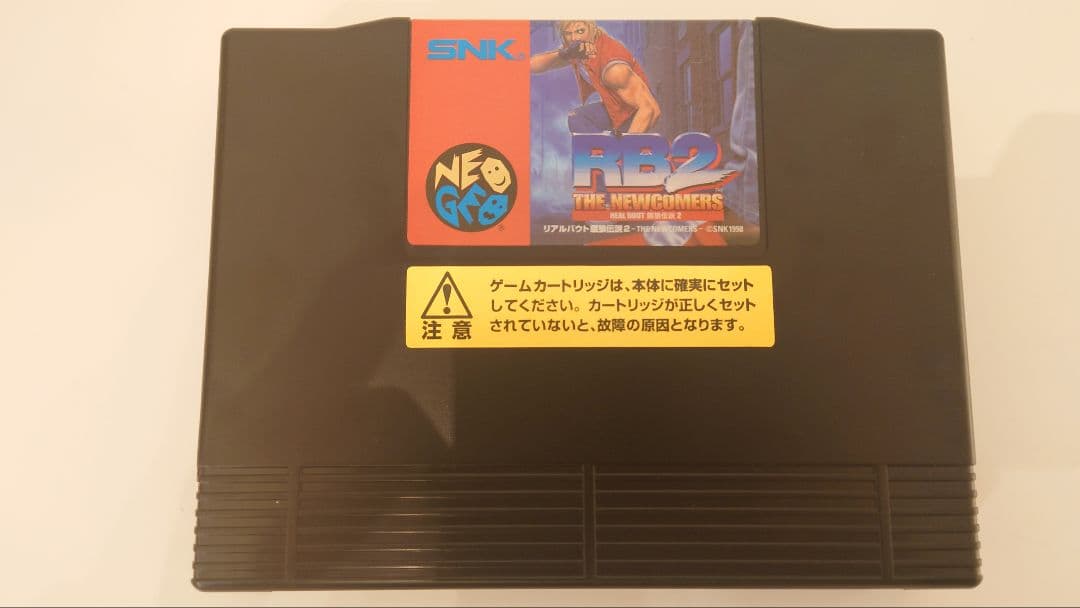 SNK®
NEO
GEO®
RB2
THE NEWCOMERS
REAL BOUT 餓狼伝説2
リアルバウト餓狼伝説2 - THE NEWCOMERS - ©SNK1998
ゲームカートリッジは、本体に確実にセット
してください。カートリッジが正しくセット
されていないと、故障の原因となります。
注意